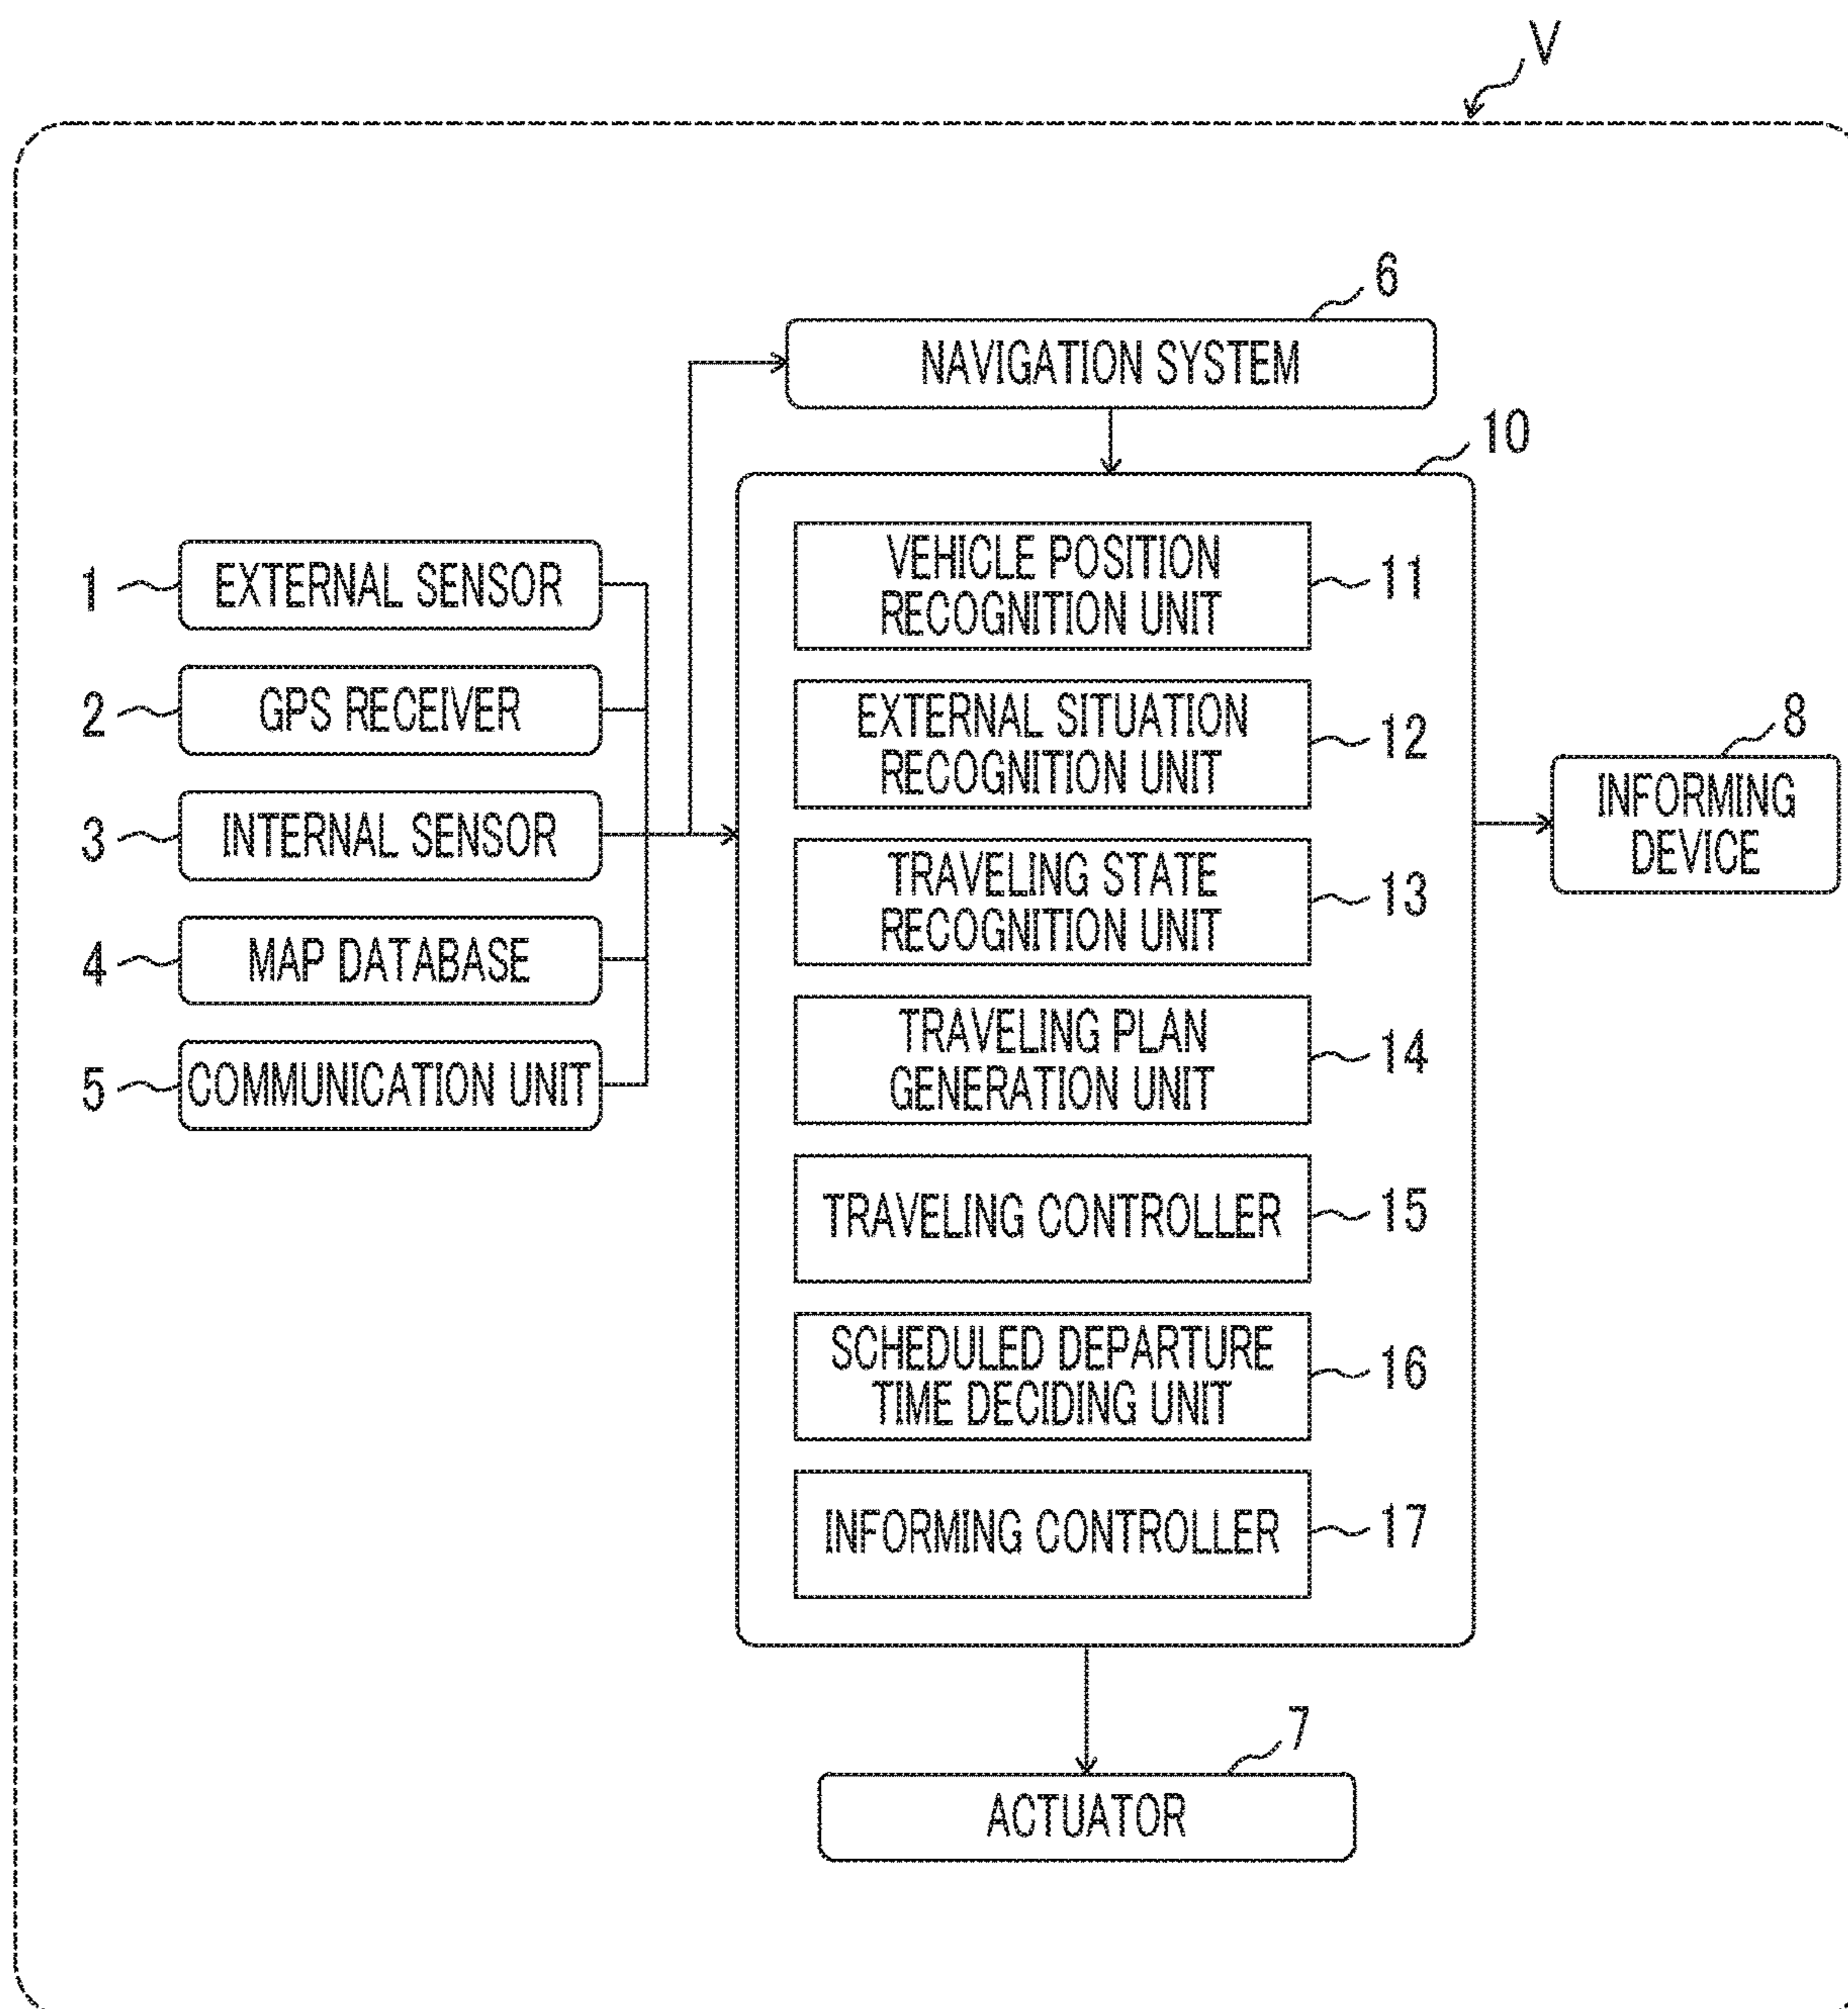 V
6
NAVIGATION SYSTEM
10
1
EXTERNAL SENSOR
2
GPS RECEIVER
3
INTERNAL SENSOR
4
MAP DATABASE
5
COMMUNICATION UNIT
VEHICLE POSITION
RECOGNITION UNIT
11
EXTERNAL SITUATION
RECOGNITION UNIT
12
TRAVELING STATE
RECOGNITION UNIT
13
TRAVELING PLAN
GENERATION UNIT
14
TRAVELING CONTROLLER
15
SCHEDULED DEPARTURE
TIME DECIDING UNIT
16
INFORMING CONTROLLER
17
8
INFORMING
DEVICE
7
ACTUATOR